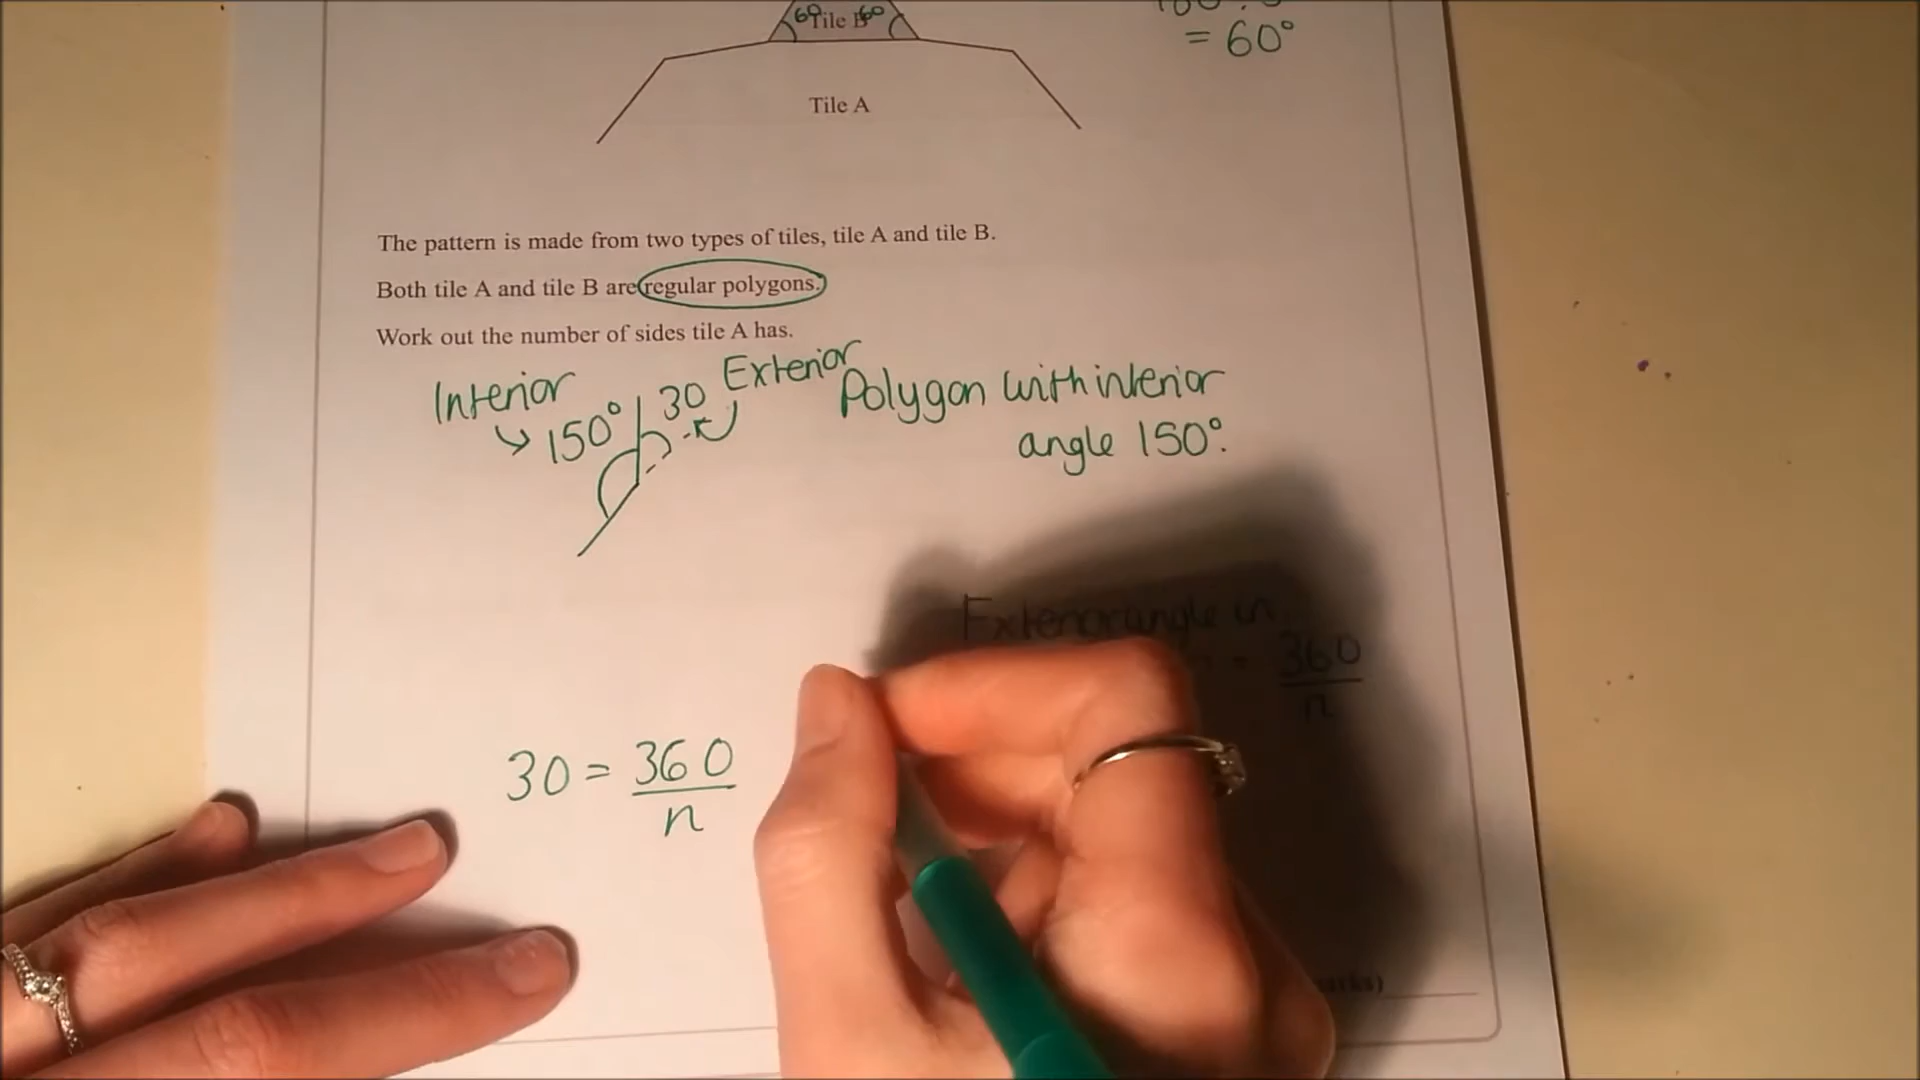 60 Tile B 60
= 60°
Tile A
The pattern is made from two types of tiles, tile A and tile B.
Both tile A and tile B are regular polygons.
Work out the number of sides tile A has.
Interior
150°
30
Exterior
Polygon with interior
angle 150°.
Exterior angle in
= 360
n
30 = 360
n